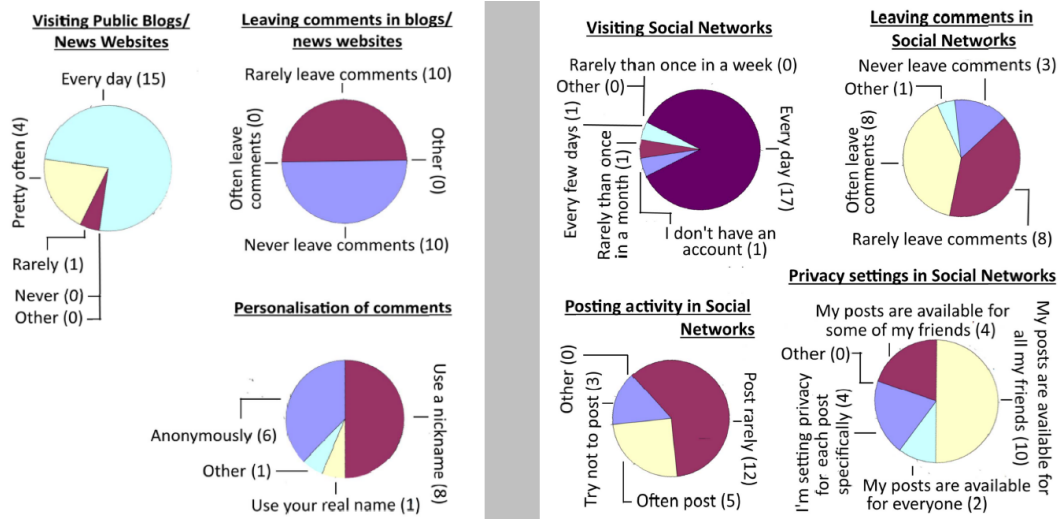 Visiting Public Blogs/
News Websites
Every day (15)
Pretty often (4)
Rarely (1)
Never (0)
Other (0)
Leaving comments in blogs/
news websites
Rarely leave comments (10)
Often leave
comments (0)
Other (0)
Never leave comments (10)
Personalisation of comments
Use a nickname (8)
Anonymously (6)
Other (1)
Use your real name (1)
Visiting Social Networks
Rarely than once in a week (0)
Other (0)
Every few days (1)
Rarely than once
in a month (1)
Every day (17)
I don't have an
account (1)
Leaving comments in
Social Networks
Never leave comments (3)
Other (1)
Often leave
comments (8)
Rarely leave comments (8)
Posting activity in Social
Networks
Other (0)
Try not to post (3)
Post rarely (12)
Often post (5)
Privacy settings in Social Networks
My posts are available for
some of my friends (4)
Other (0)
I'm setting privacy
for each post
specifically (4)
My posts are available for
all my friends (10)
My posts are available
for everyone (2)